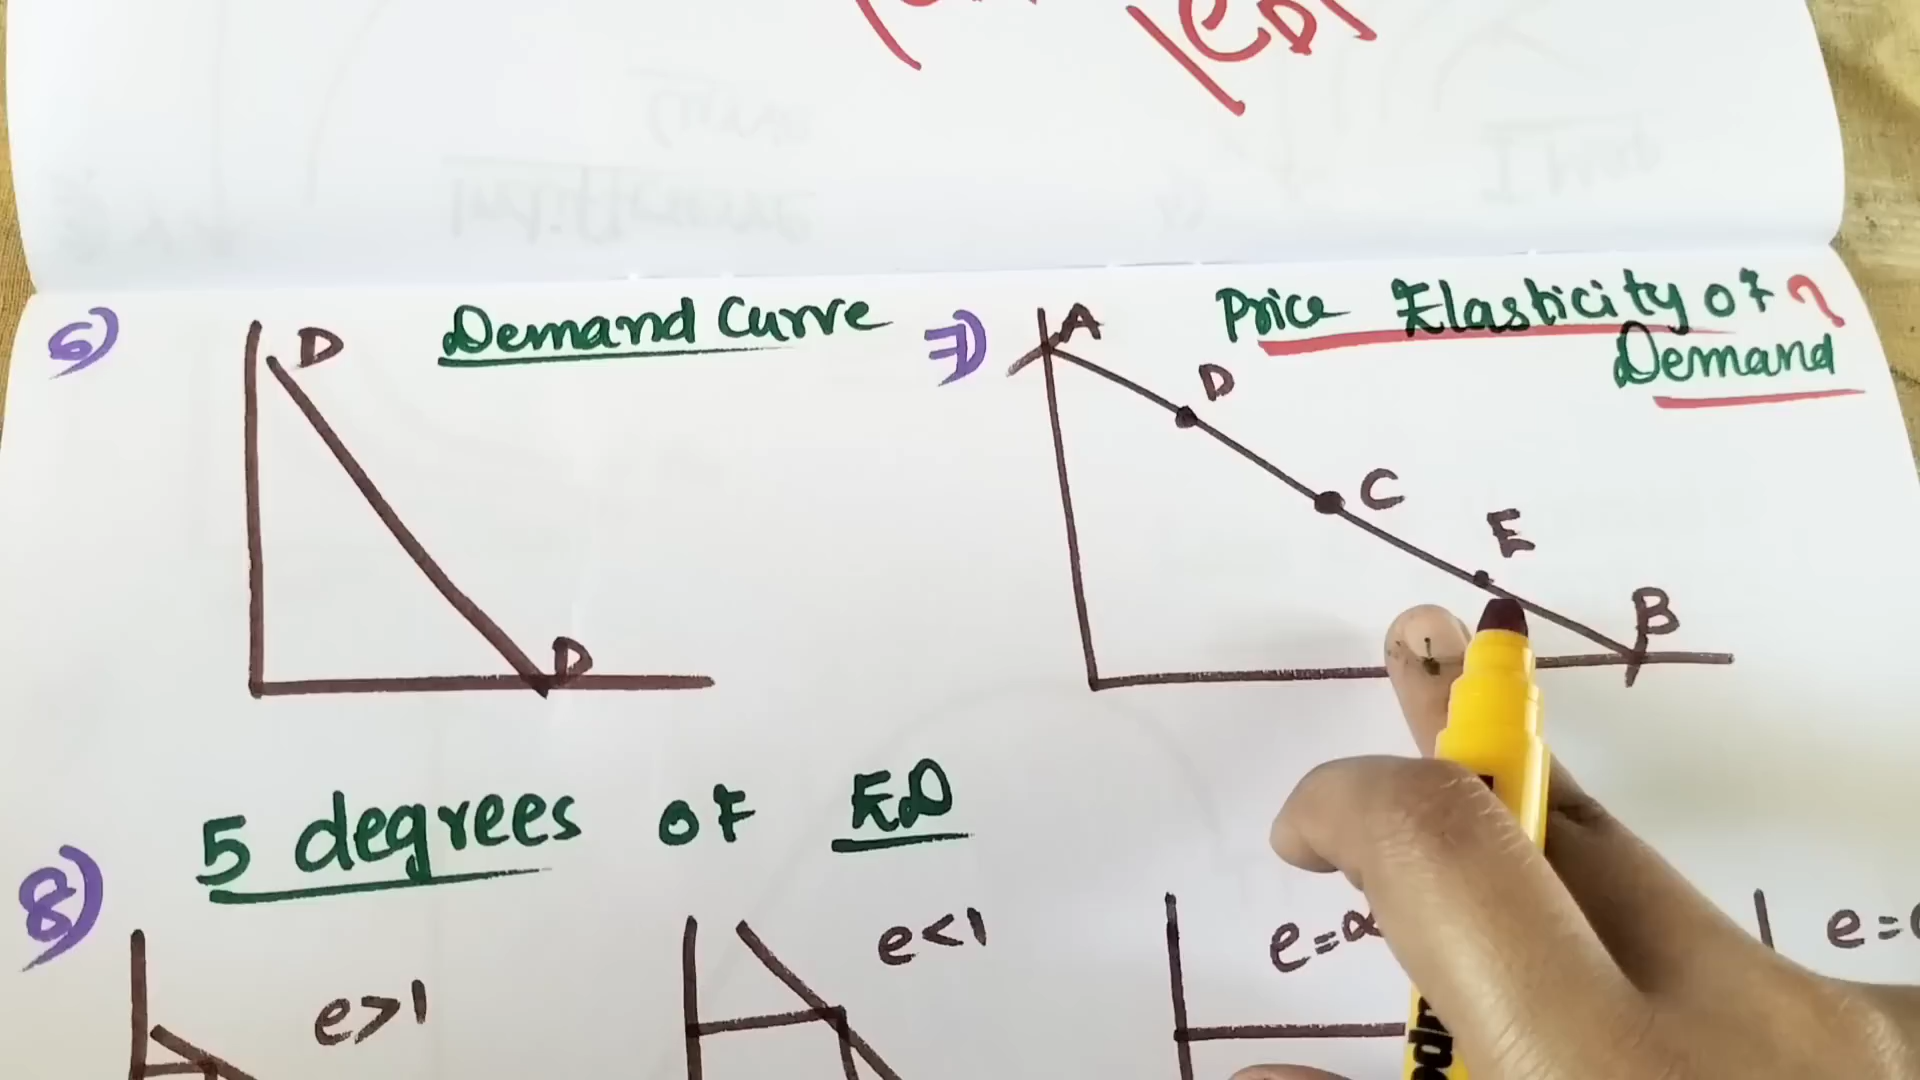 6) Demand Curve
D
D
7) Price Elasticity of
Demand
A
D
C
E
B
8) 5 degrees of ED
e>1
e<1
e=∝
e=